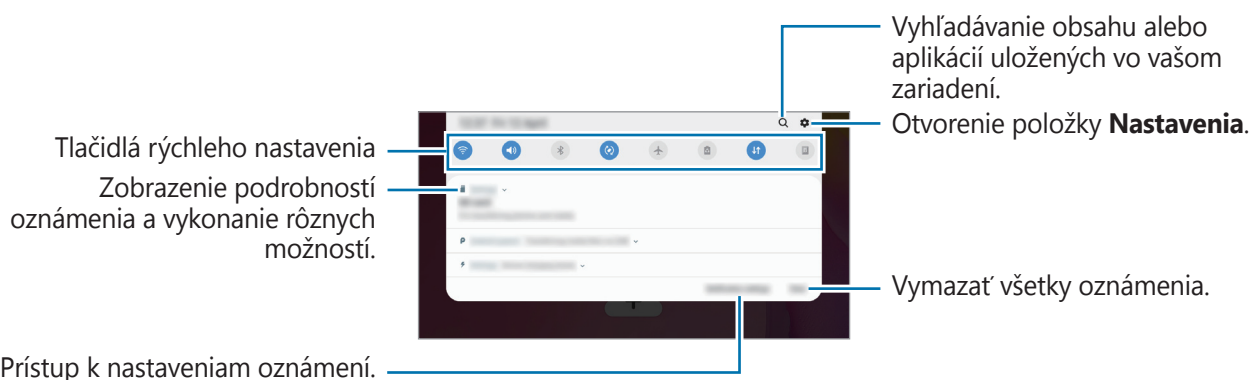 Vyhľadávanie obsahu alebo
aplikácií uložených vo vašom
zariadení.
Otvorenie položky Nastavenia.
Tlačidlá rýchleho nastavenia
Zobrazenie podrobností
oznámenia a vykonanie rôznych
možností.
Vymazať všetky oznámenia.
Prístup k nastaveniam oznámení.